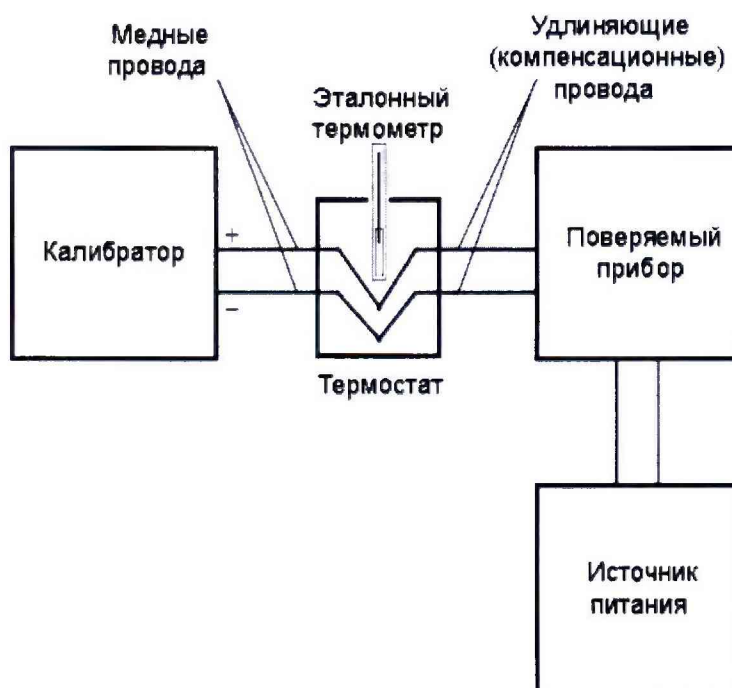 Медные
провода
Удлиняющие
(компенсационные)
провода
Эталонный
термометр
Калибратор
+
−
Поверяемый
прибор
Термостат
Источник
питания